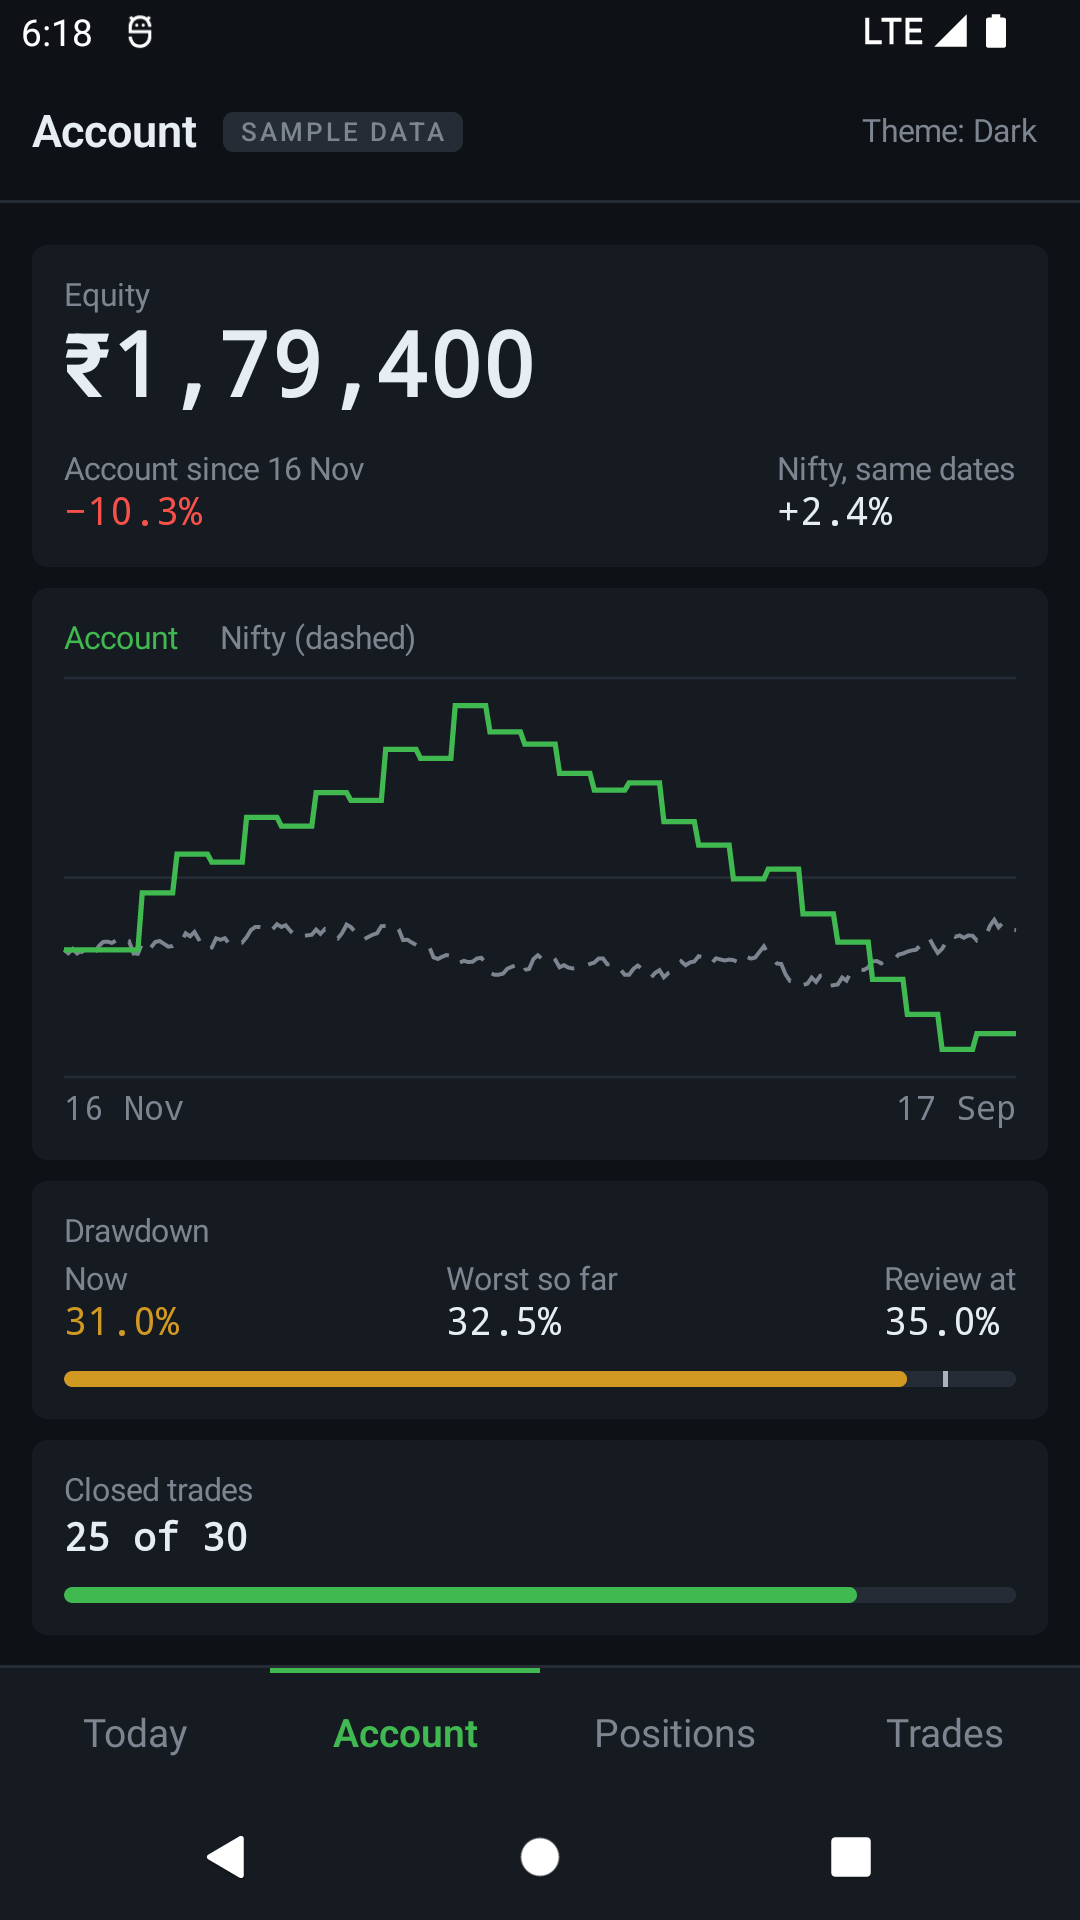 6:18 LTE
Account SAMPLE DATA Theme: Dark
Equity
₹1,79,400
Account since 16 Nov Nifty, same dates
−10.3% +2.4%
Account Nifty (dashed)
16 Nov 17 Sep
Drawdown
Now Worst so far Review at
31.0% 32.5% 35.0%
Closed trades
25 of 30
Today Account Positions Trades